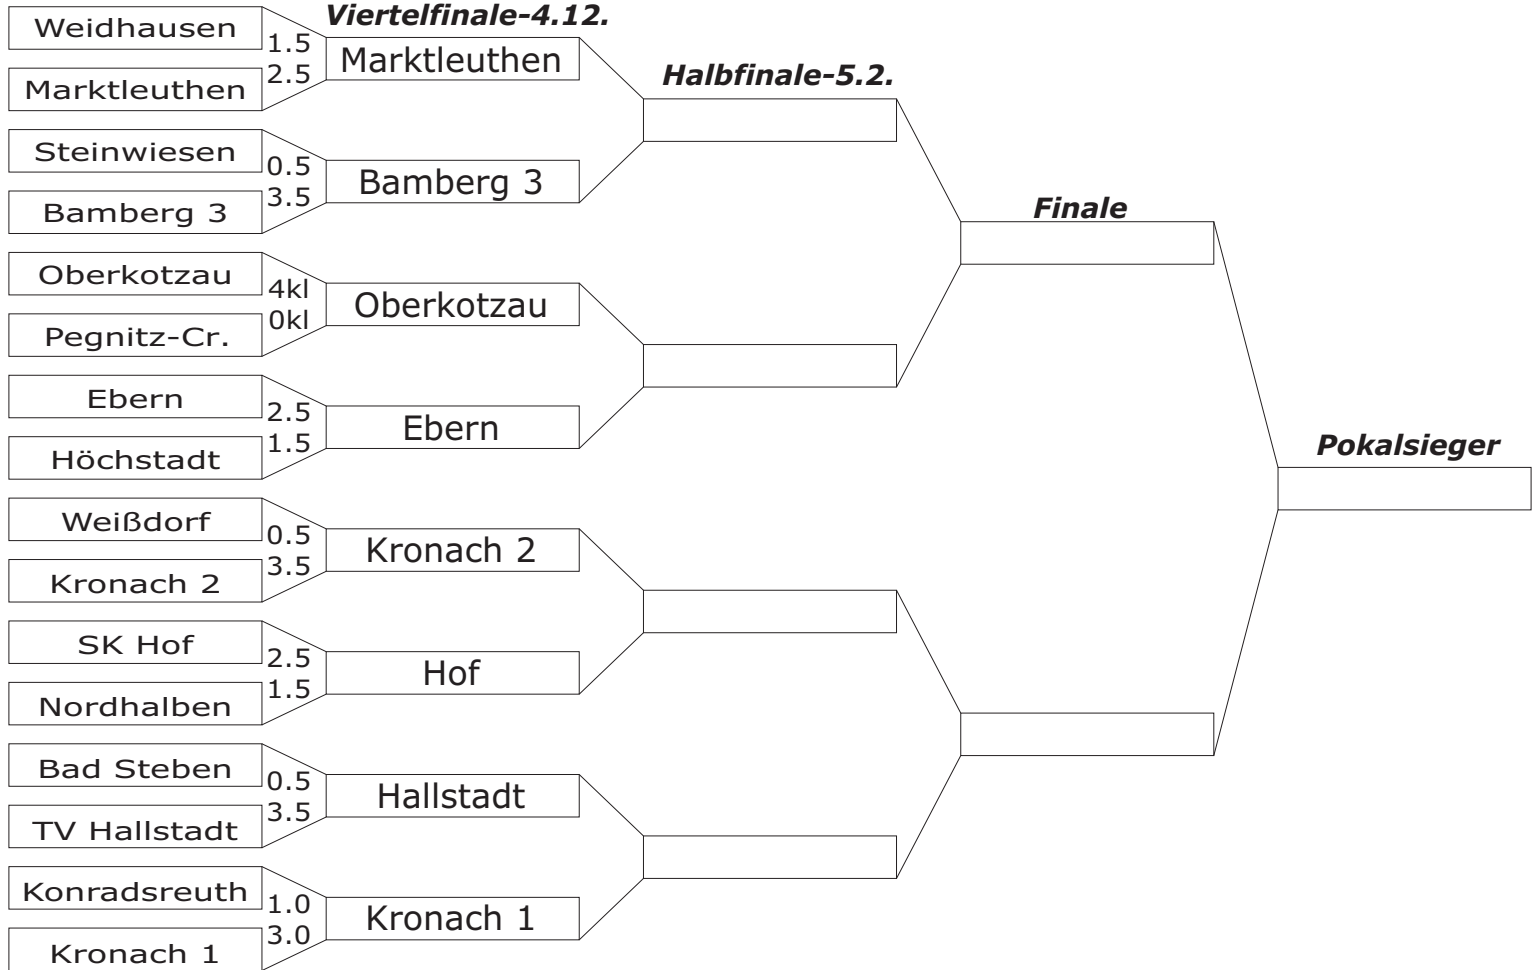 Viertelfinale-4.12.
Weidhausen
1.5
Marktleuthen
2.5
Marktleuthen
Halbfinale-5.2.
Steinwiesen
0.5
Bamberg 3
3.5
Bamberg 3
Finale
Oberkotzau
4kl
Oberkotzau
0kl
Pegnitz-Cr.
Ebern
2.5
Ebern
1.5
Höchstadt
Pokalsieger
Weißdorf
0.5
Kronach 2
3.5
Kronach 2
SK Hof
2.5
Hof
1.5
Nordhalben
Bad Steben
0.5
Hallstadt
3.5
TV Hallstadt
Konradsreuth
1.0
Kronach 1
3.0
Kronach 1